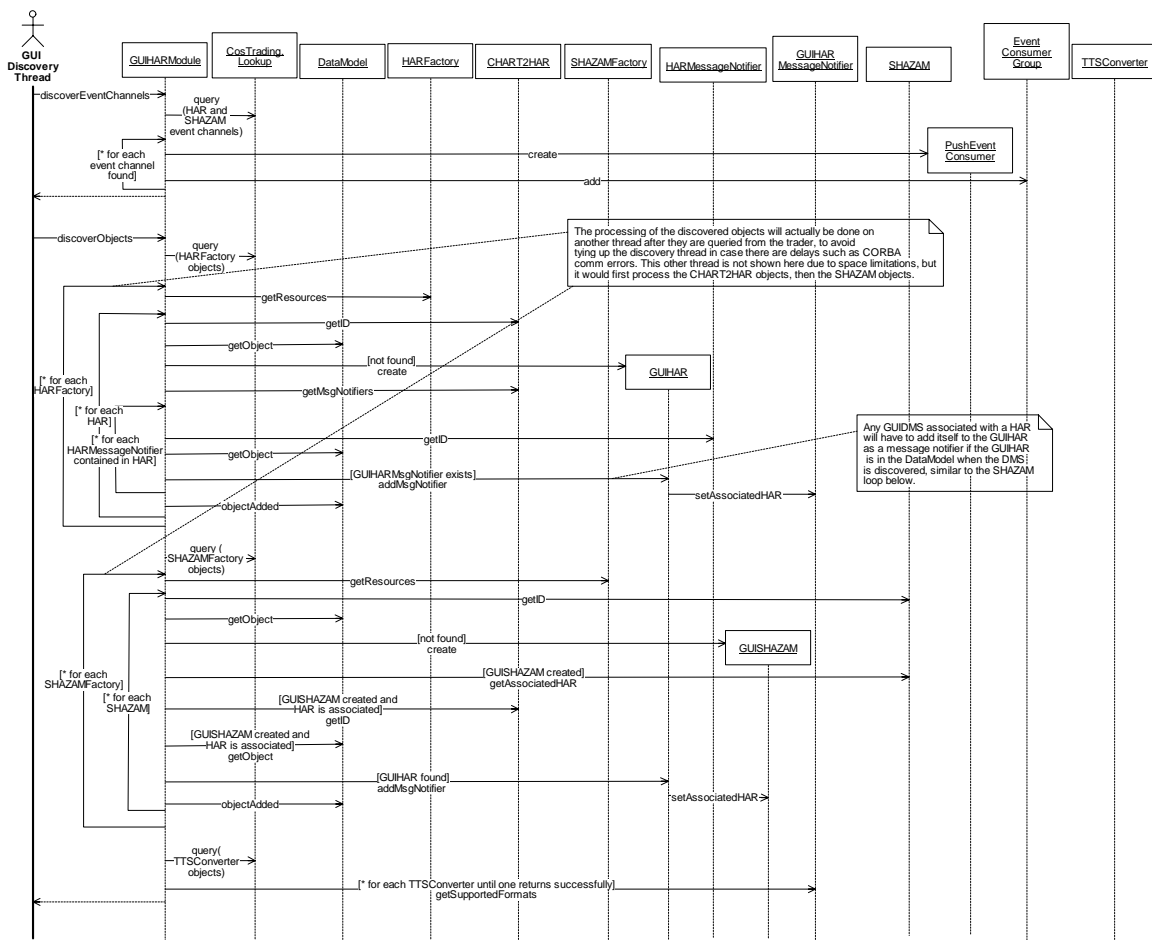 GUI
Discovery
Thread
GUIHARModule
CosTrading.
Lookup
DataModel
HARFactory
CHART2HAR
SHAZAMFactory
HARMessageNotifier
GUIHAR
MessageNotifier
SHAZAM
Event
Consumer
Group
TTSConverter
discoverEventChannels
query
(HAR and
SHAZAM
event channels)
[* for each
event channel
found]
create
PushEvent
Consumer
add
discoverObjects
query
(HARFactory
objects)
The processing of the discovered objects will actually be done on
another thread after they are queried from the trader, to avoid
tying up the discovery thread in case there are delays such as CORBA
comm errors. This other thread is not shown here due to space limitations, but
it would first process the CHART2HAR objects, then the SHAZAM objects.
getResources
getID
getObject
[not found]
create
GUIHAR
[* for each
HARFactory]
getMsgNotifiers
[* for each
HAR]
[* for each
HARMessageNotifier
contained in HAR]
getID
getObject
Any GUIDMS associated with a HAR
will have to add itself to the GUIHAR
as a message notifier if the GUIHAR
is in the DataModel when the DMS
is discovered, similar to the SHAZAM
loop below.
[GUIHARMsgNotifier exists]
addMsgNotifier
setAssociatedHAR
objectAdded
query (
SHAZAMFactory
objects)
getResources
getID
getObject
[not found]
create
GUISHAZAM
[* for each
SHAZAMFactory]
[* for each
SHAZAM]
[GUISHAZAM created]
getAssociatedHAR
[GUISHAZAM created and
HAR is associated]
getID
[GUISHAZAM created and
HAR is associated]
getObject
[GUIHAR found]
addMsgNotifier
setAssociatedHAR
objectAdded
query(
TTSConverter
objects)
[* for each TTSConverter until one returns successfully]
getSupportedFormats